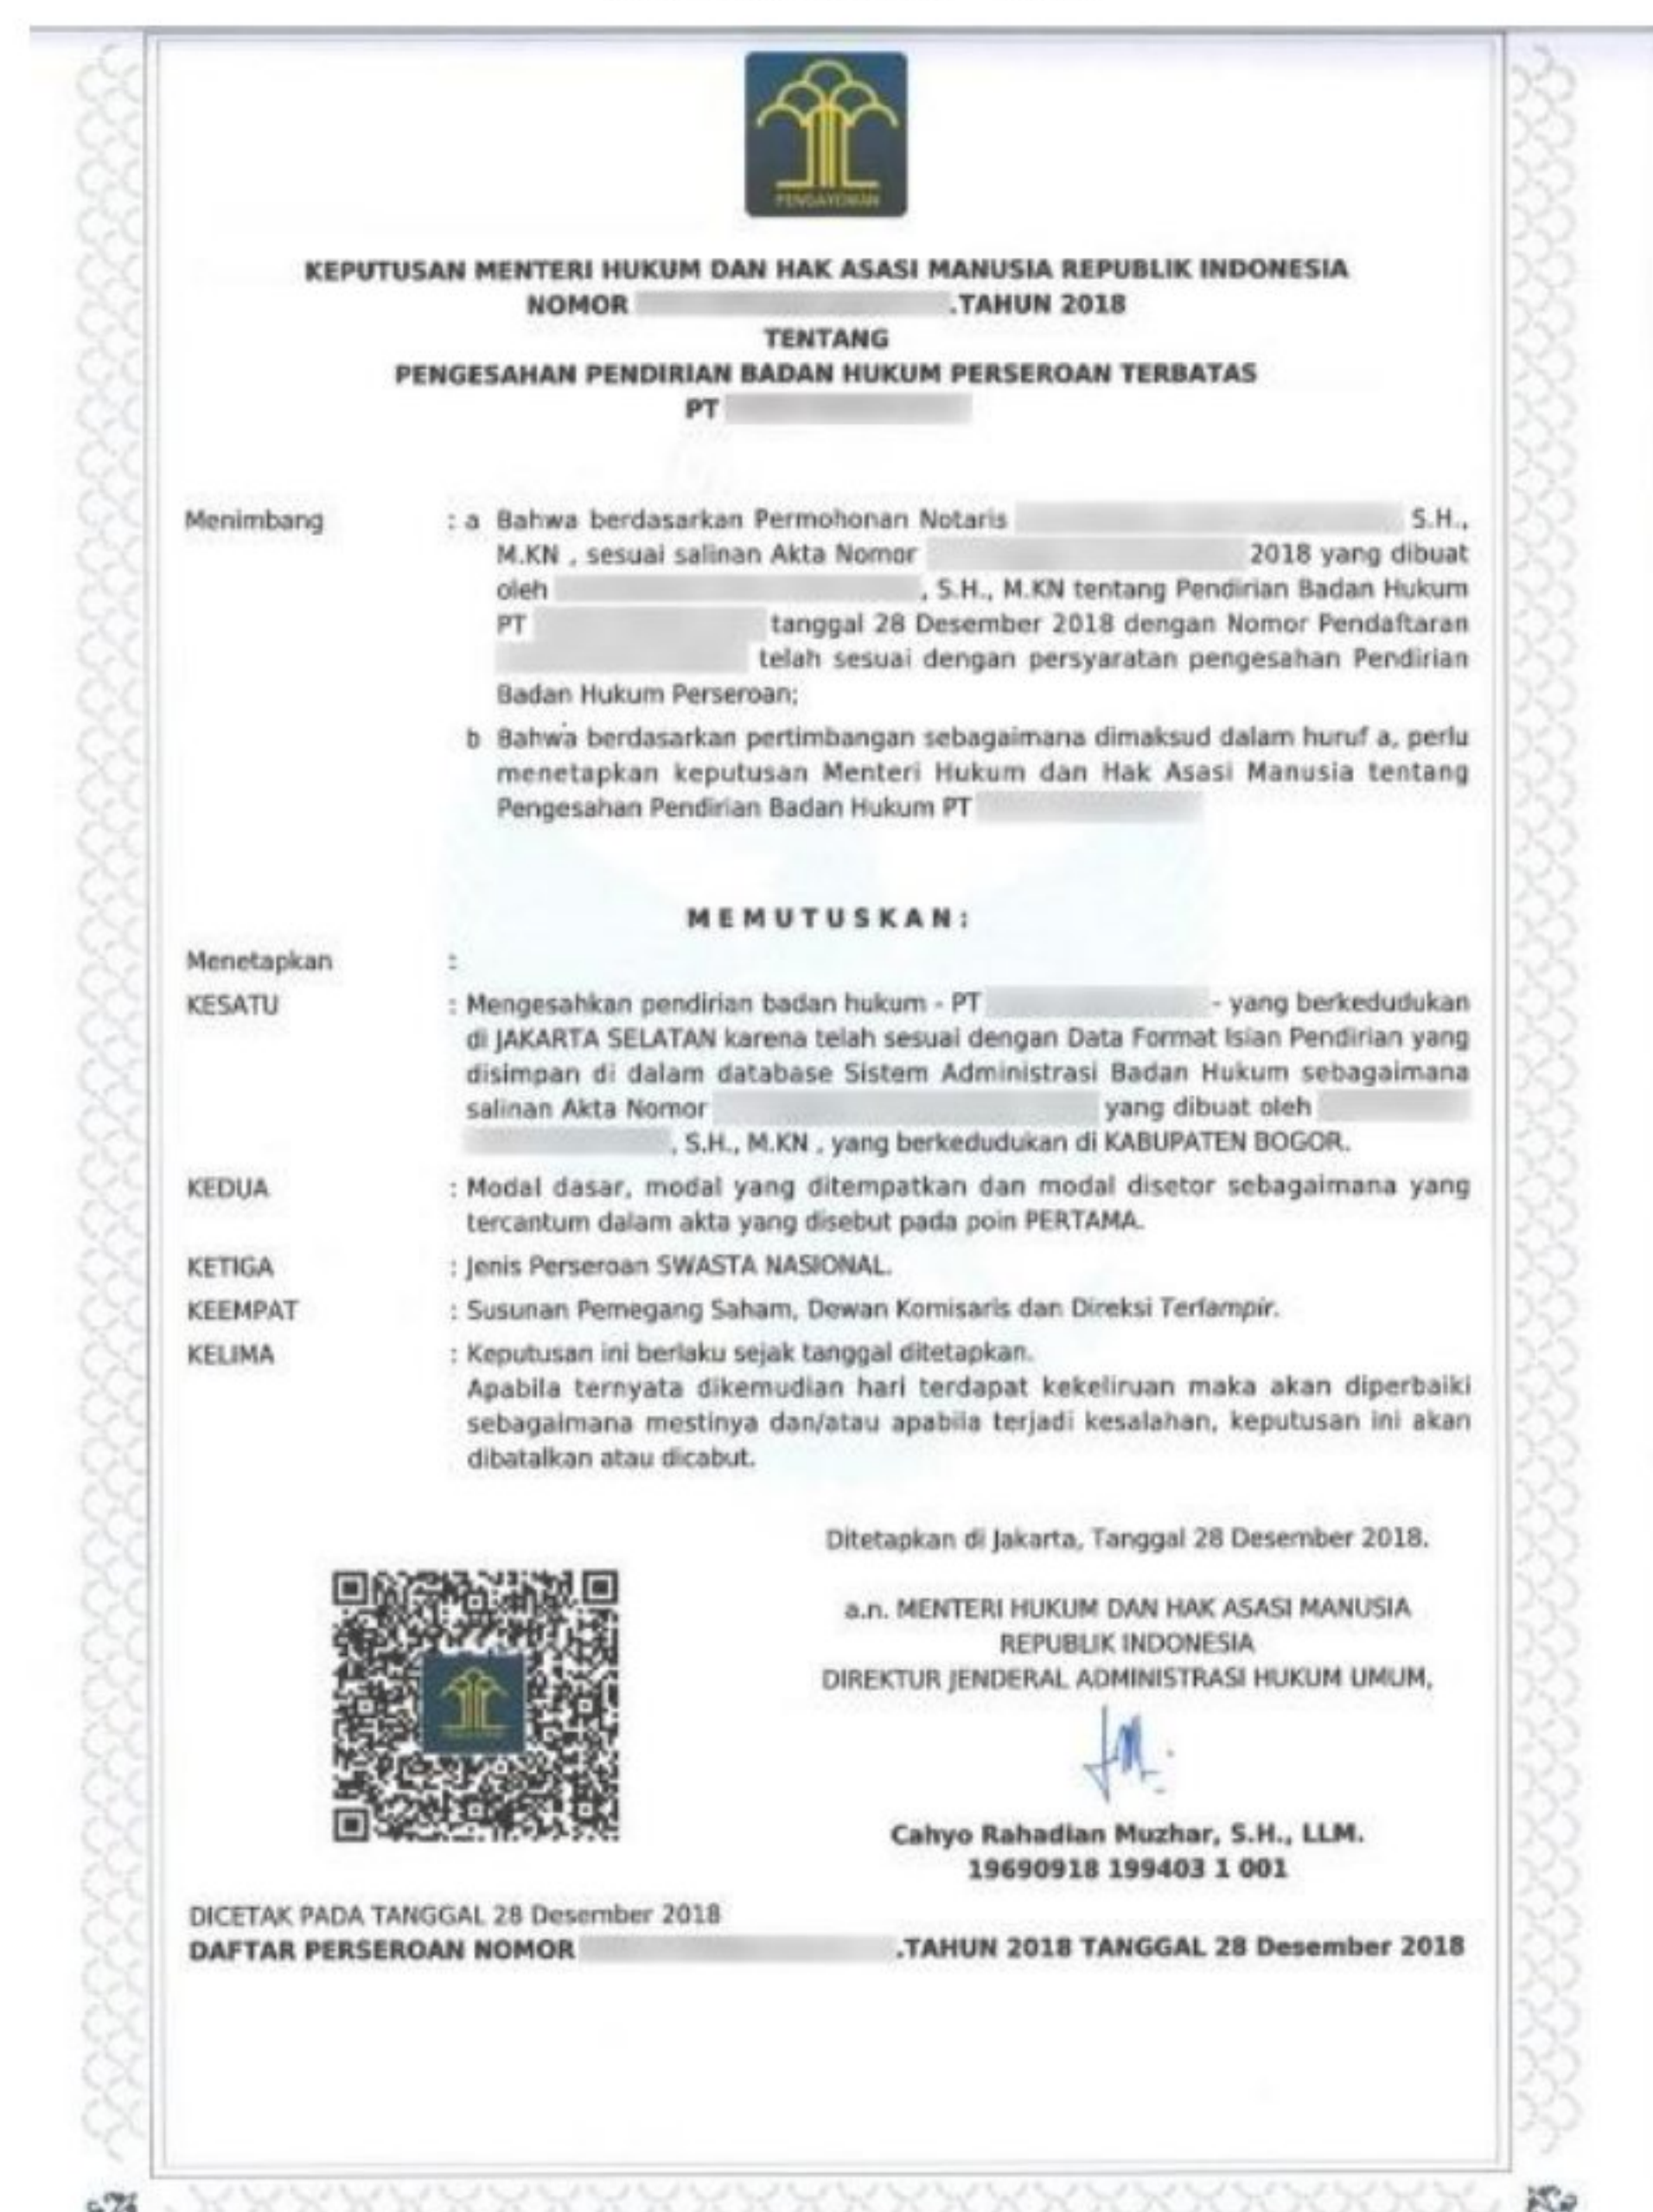 PENGAYOMAN
KEPUTUSAN MENTERI HUKUM DAN HAK ASASI MANUSIA REPUBLIK INDONESIA
NOMOR .TAHUN 2018
TENTANG
PENGESAHAN PENDIRIAN BADAN HUKUM PERSEROAN TERBATAS
PT
Menimbang : a Bahwa berdasarkan Permohonan Notaris S.H.,
M.KN , sesuai salinan Akta Nomor 2018 yang dibuat
oleh , S.H., M.KN tentang Pendirian Badan Hukum
PT tanggal 28 Desember 2018 dengan Nomor Pendaftaran
telah sesuai dengan persyaratan pengesahan Pendirian
Badan Hukum Perseroan;
b Bahwa berdasarkan pertimbangan sebagaimana dimaksud dalam huruf a, perlu
menetapkan keputusan Menteri Hukum dan Hak Asasi Manusia tentang
Pengesahan Pendirian Badan Hukum PT
MEMUTUSKAN:
Menetapkan :
KESATU : Mengesahkan pendirian badan hukum - PT - yang berkedudukan
di JAKARTA SELATAN karena telah sesuai dengan Data Format Isian Pendirian yang
disimpan di dalam database Sistem Administrasi Badan Hukum sebagaimana
salinan Akta Nomor yang dibuat oleh
, S.H., M.KN , yang berkedudukan di KABUPATEN BOGOR.
KEDUA : Modal dasar, modal yang ditempatkan dan modal disetor sebagaimana yang
tercantum dalam akta yang disebut pada poin PERTAMA.
KETIGA : Jenis Perseroan SWASTA NASIONAL.
KEEMPAT : Susunan Pemegang Saham, Dewan Komisaris dan Direksi Terlampir.
KELIMA : Keputusan ini berlaku sejak tanggal ditetapkan.
Apabila ternyata dikemudian hari terdapat kekeliruan maka akan diperbaiki
sebagaimana mestinya dan/atau apabila terjadi kesalahan, keputusan ini akan
dibatalkan atau dicabut.
Ditetapkan di Jakarta, Tanggal 28 Desember 2018.
a.n. MENTERI HUKUM DAN HAK ASASI MANUSIA
REPUBLIK INDONESIA
DIREKTUR JENDERAL ADMINISTRASI HUKUM UMUM,
Cahyo Rahadian Muzhar, S.H., LLM.
19690918 199403 1 001
DICETAK PADA TANGGAL 28 Desember 2018
DAFTAR PERSEROAN NOMOR .TAHUN 2018 TANGGAL 28 Desember 2018